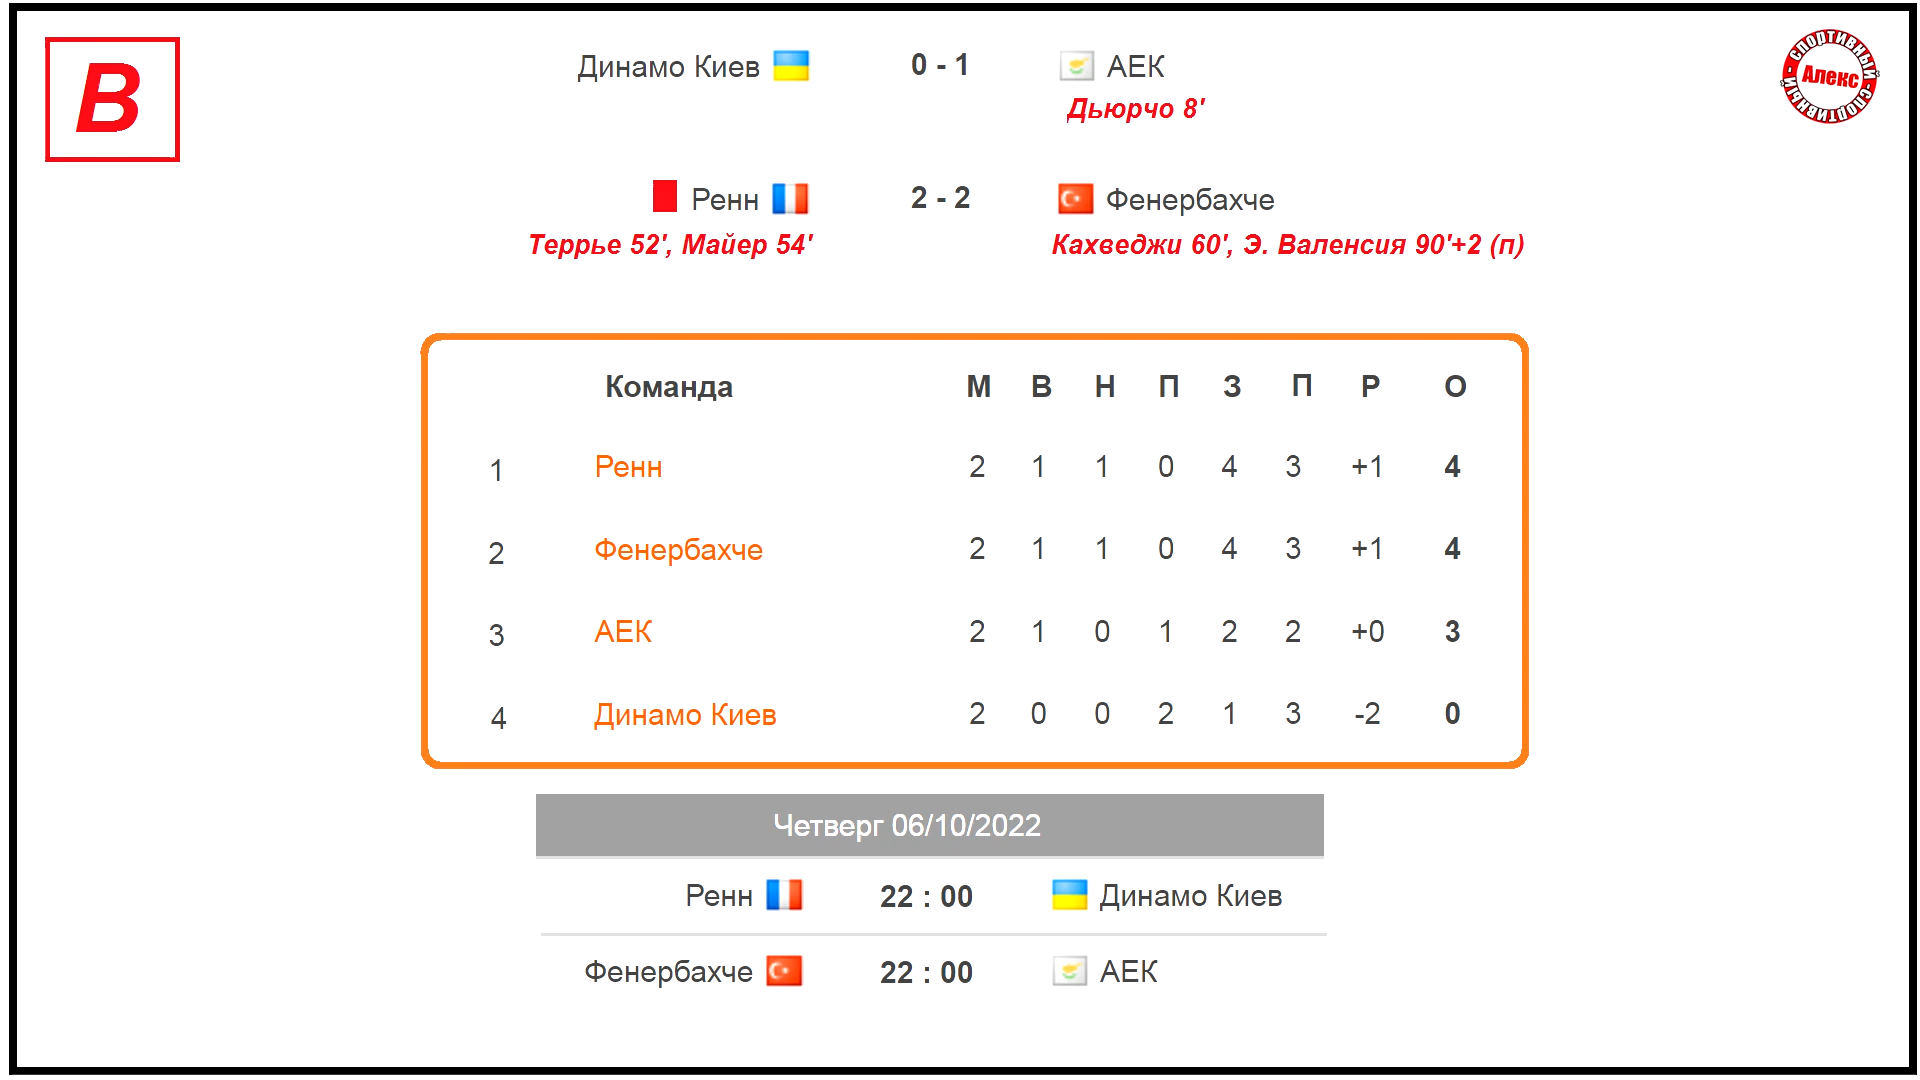 B
Динамо Киев 0 - 1 АЕК
Дьюрчо 8'
Ренн 2 - 2 Фенербахче
Террье 52', Майер 54' Кахведжи 60', Э. Валенсия 90'+2 (п)
СПОРТИВНЫЙ - СПОРТИВНЫЙ -
Алекс
Команда М В Н П З П Р О
1 Ренн 2 1 1 0 4 3 +1 4
2 Фенербахче 2 1 1 0 4 3 +1 4
3 АЕК 2 1 0 1 2 2 +0 3
4 Динамо Киев 2 0 0 2 1 3 -2 0
Четверг 06/10/2022
Ренн 22 : 00 Динамо Киев
Фенербахче 22 : 00 АЕК